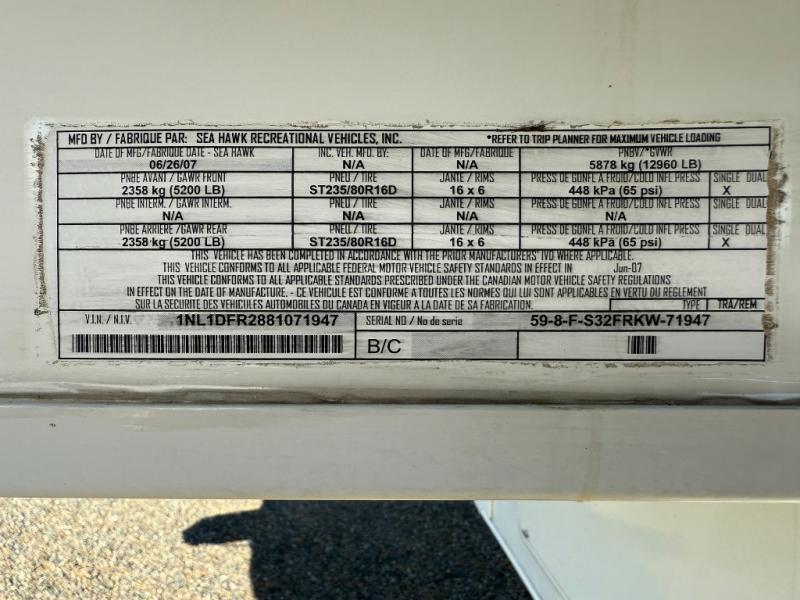 MFD BY / FABRIQUE PAR: SEA HAWK RECREATIONAL VEHICLES, INC. *REFER TO TRIP PLANNER FOR MAXIMUM VEHICLE LOADING
DATE OF MFG/FABRIQUE DATE - SEA HAWK INC. VEH. MFD. BY: DATE OF MFG/FABRIQUE PNBV/*GVWR
06/26/07 N/A N/A 5878 kg (12960 LB)
PNBE AVANT / GAWR FRONT PNEU / TIRE JANTE / RIMS PRESS DE GONFL A FROID/COLD INFL PRESS SINGLE DUAL
2358 kg (5200 LB) ST235/80R16D 16 x 6 448 kPa (65 psi) X
PNBE INTERM. / GAWR INTERM. PNEU / TIRE JANTE / RIMS PRESS DE GONFL A FROID/COLD INFL PRESS
N/A N/A N/A N/A
PNBE ARRIERE / GAWR REAR PNEU / TIRE JANTE / RIMS PRESS DE GONFL A FROID/COLD INFL PRESS SINGLE DUAL
2358 kg (5200 LB) ST235/80R16D 16 x 6 448 kPa (65 psi) X
THIS VEHICLE HAS BEEN COMPLETED IN ACCORDANCE WITH THE PRIOR MANUFACTURERS' IVD WHERE APPLICABLE.
THIS VEHICLE CONFORMS TO ALL APPLICABLE FEDERAL MOTOR VEHICLE SAFETY STANDARDS IN EFFECT IN Jun-07
THIS VEHICLE CONFORMS TO ALL APPLICABLE STANDARDS PRESCRIBED UNDER THE CANADIAN MOTOR VEHICLE SAFETY REGULATIONS
IN EFFECT ON THE DATE OF MANUFACTURE. - CE VEHICULE EST CONFORME A TOUTES LES NORMES QUI LUI SONT APPLICABLES EN VERTU DU REGLEMENT
SUR LA SECURITE DES VEHICULES AUTOMOBILES DU CANADA EN VIGEUR A LA DATE DE SA FABRICATION TYPE TRA/REM
V.I.N. / N.I.V. 1NL1DFR2881071947 SERIAL NO / No de serie 59-8-F-S32FRKW-71947
B/C